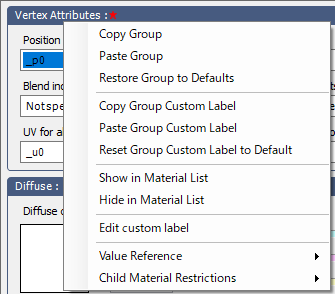 Vertex Attributes :
Position
_p0
Blend
Notspe
UV for
_u0
Diffuse :
Diffuse
Copy Group
Paste Group
Restore Group to Defaults
Copy Group Custom Label
Paste Group Custom Label
Reset Group Custom Label to Default
Show in Material List
Hide in Material List
Edit custom label
Value Reference
Child Material Restrictions